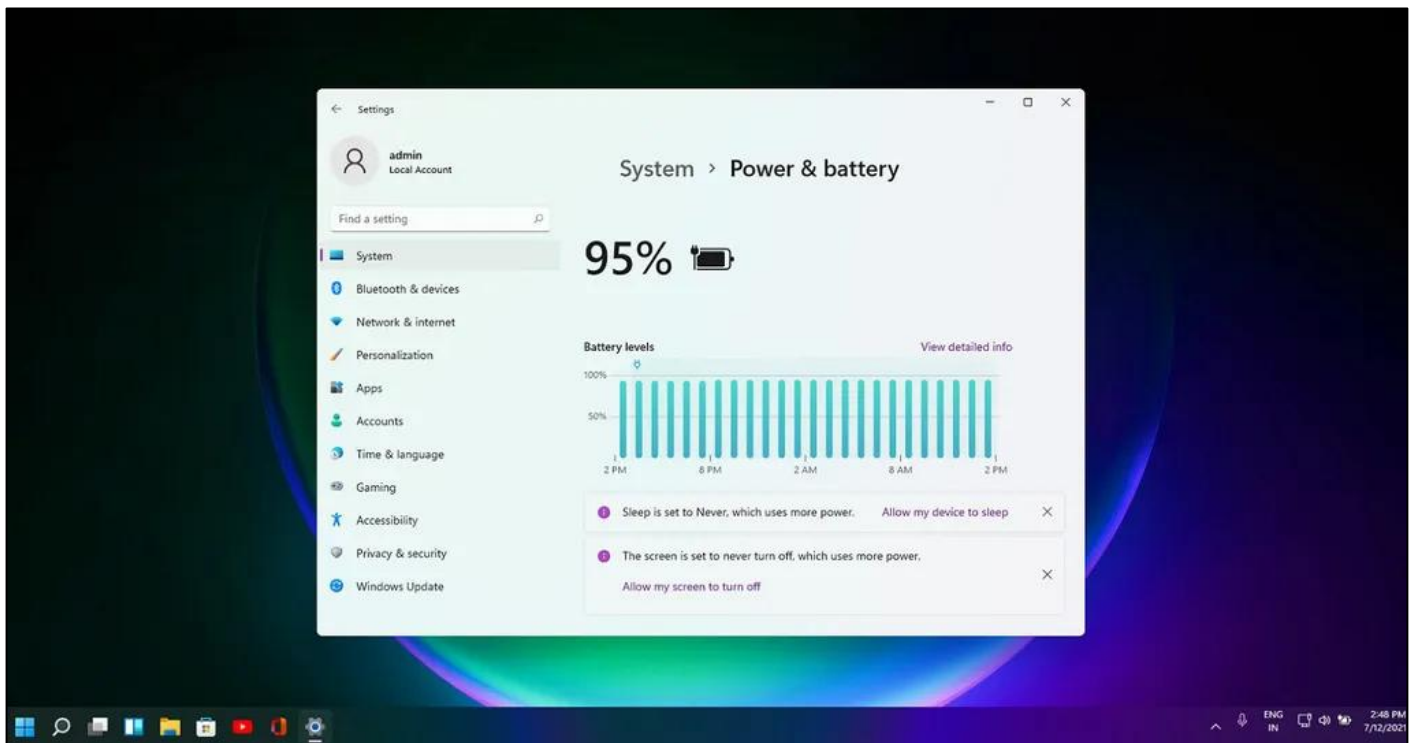 Settings
admin
Local Account
Find a setting
System
Bluetooth & devices
Network & internet
Personalization
Apps
Accounts
Time & language
Gaming
Accessibility
Privacy & security
Windows Update
System > Power & battery
95%
Battery levels
View detailed info
100%
50%
2 PM 8 PM 2 AM 8 AM 2 PM
Sleep is set to Never, which uses more power. Allow my device to sleep
The screen is set to never turn off, which uses more power.
Allow my screen to turn off
ENG
IN
2:48 PM
7/12/2021